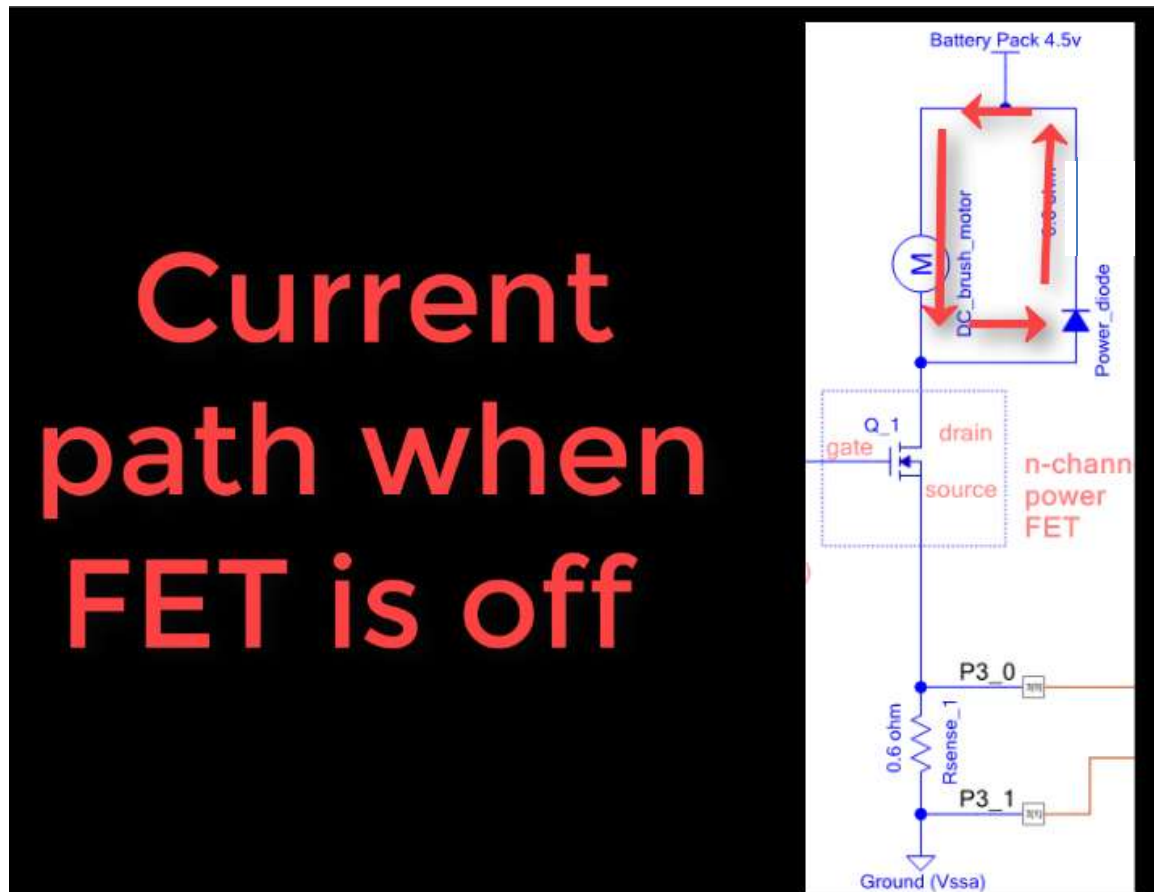 Current
path when
FET is off
Battery Pack 4.5v
M
DC_brush_motor
Power_diode
Q_1
gate
drain
source
n-chann
power
FET
P3_0
0.6 ohm
Rsense_1
P3_1
Ground (Vssa)